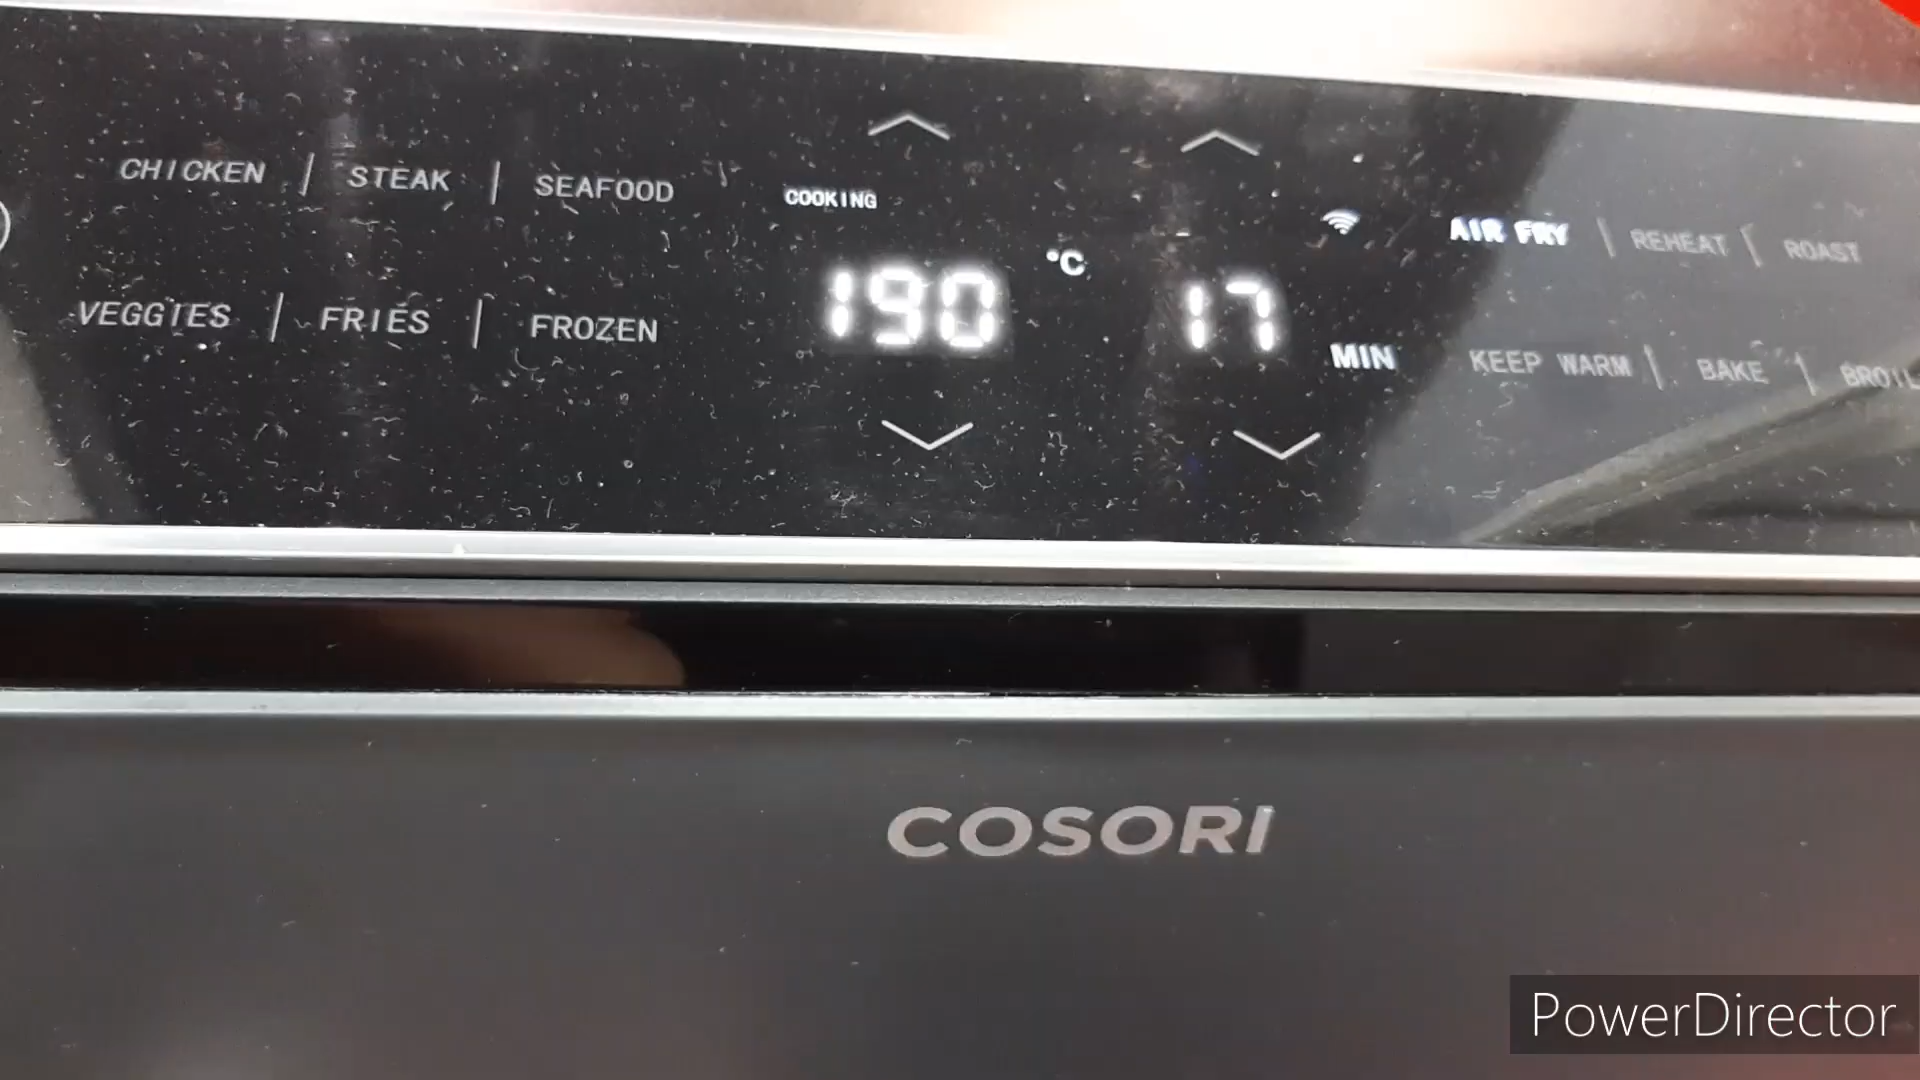 CHICKEN | STEAK | SEAFOOD
VEGGIES | FRIES | FROZEN
COOKING
190 °C
17 MIN
AIR FRY | REHEAT | ROAST
KEEP WARM | BAKE | BROIL
COSORI
PowerDirector